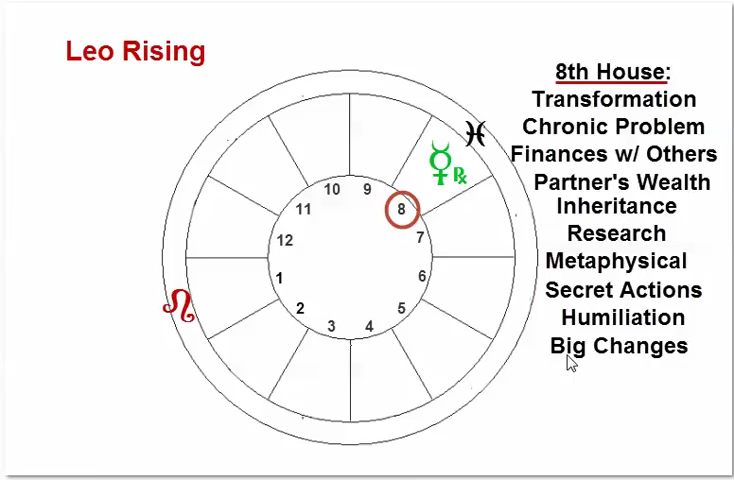 Leo Rising
8th House:
Transformation
Chronic Problem
Finances w/ Others
Partner's Wealth
Inheritance
Research
Metaphysical
Secret Actions
Humiliation
Big Changes
♓
☿ ℞
10 9
11 8
12 7
1 6
♌
2 5
3 4